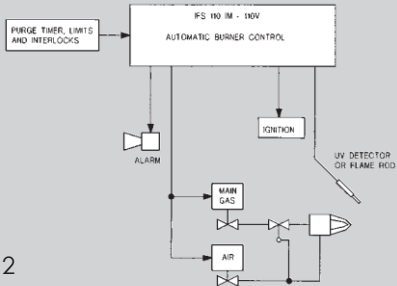 IFS 110 IM - 110V
AUTOMATIC BURNER CONTROL
PURGE TIMER, LIMITS
AND INTERLOCKS
ALARM
IGNITION
UV DETECTOR
OR FLAME ROD
MAIN
GAS
AIR
2